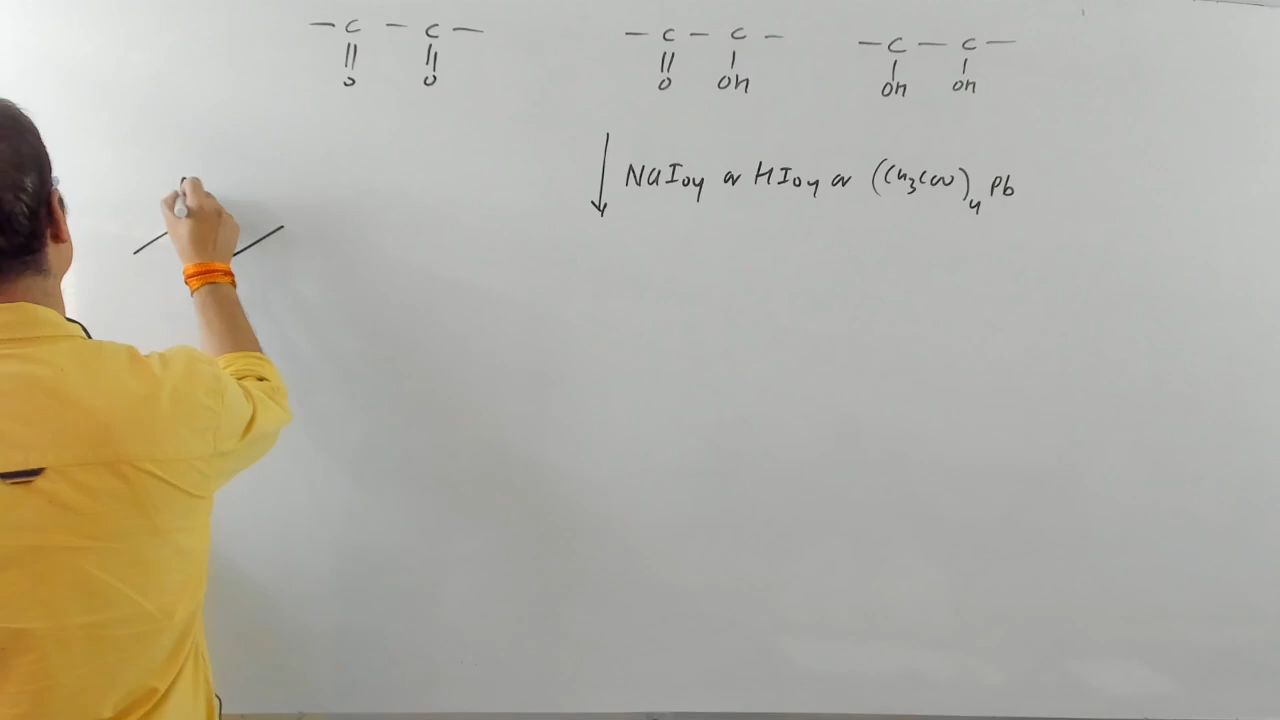 — C — C — — C — C — — C — C —
|| || || | | |
O O O OH OH OH
↓ NaIO4 or HIO4 or (CH3COO)4 Pb